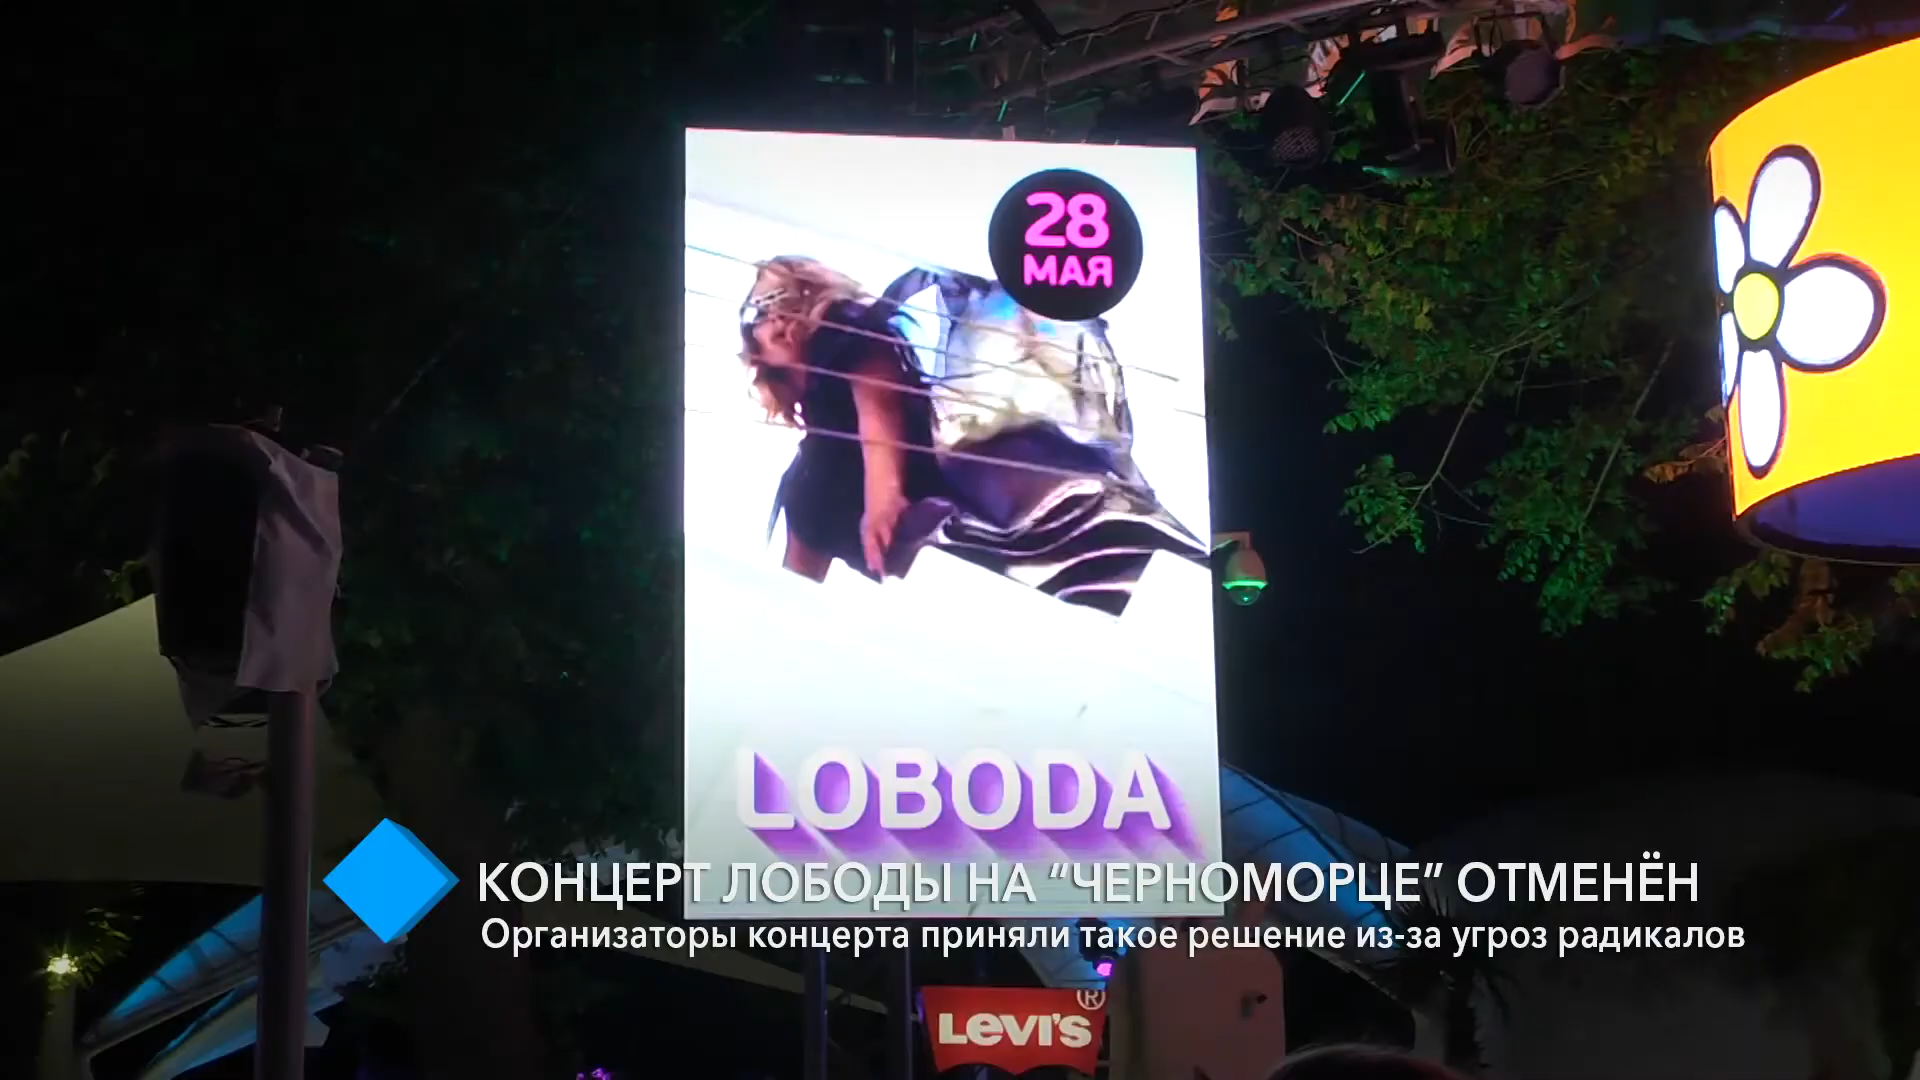 28
МАЯ
LOBODA
КОНЦЕРТ ЛОБОДЫ НА “ЧЕРНОМОРЦЕ” ОТМЕНЁН
Организаторы концерта приняли такое решение из-за угроз радикалов
LEVI'S ®